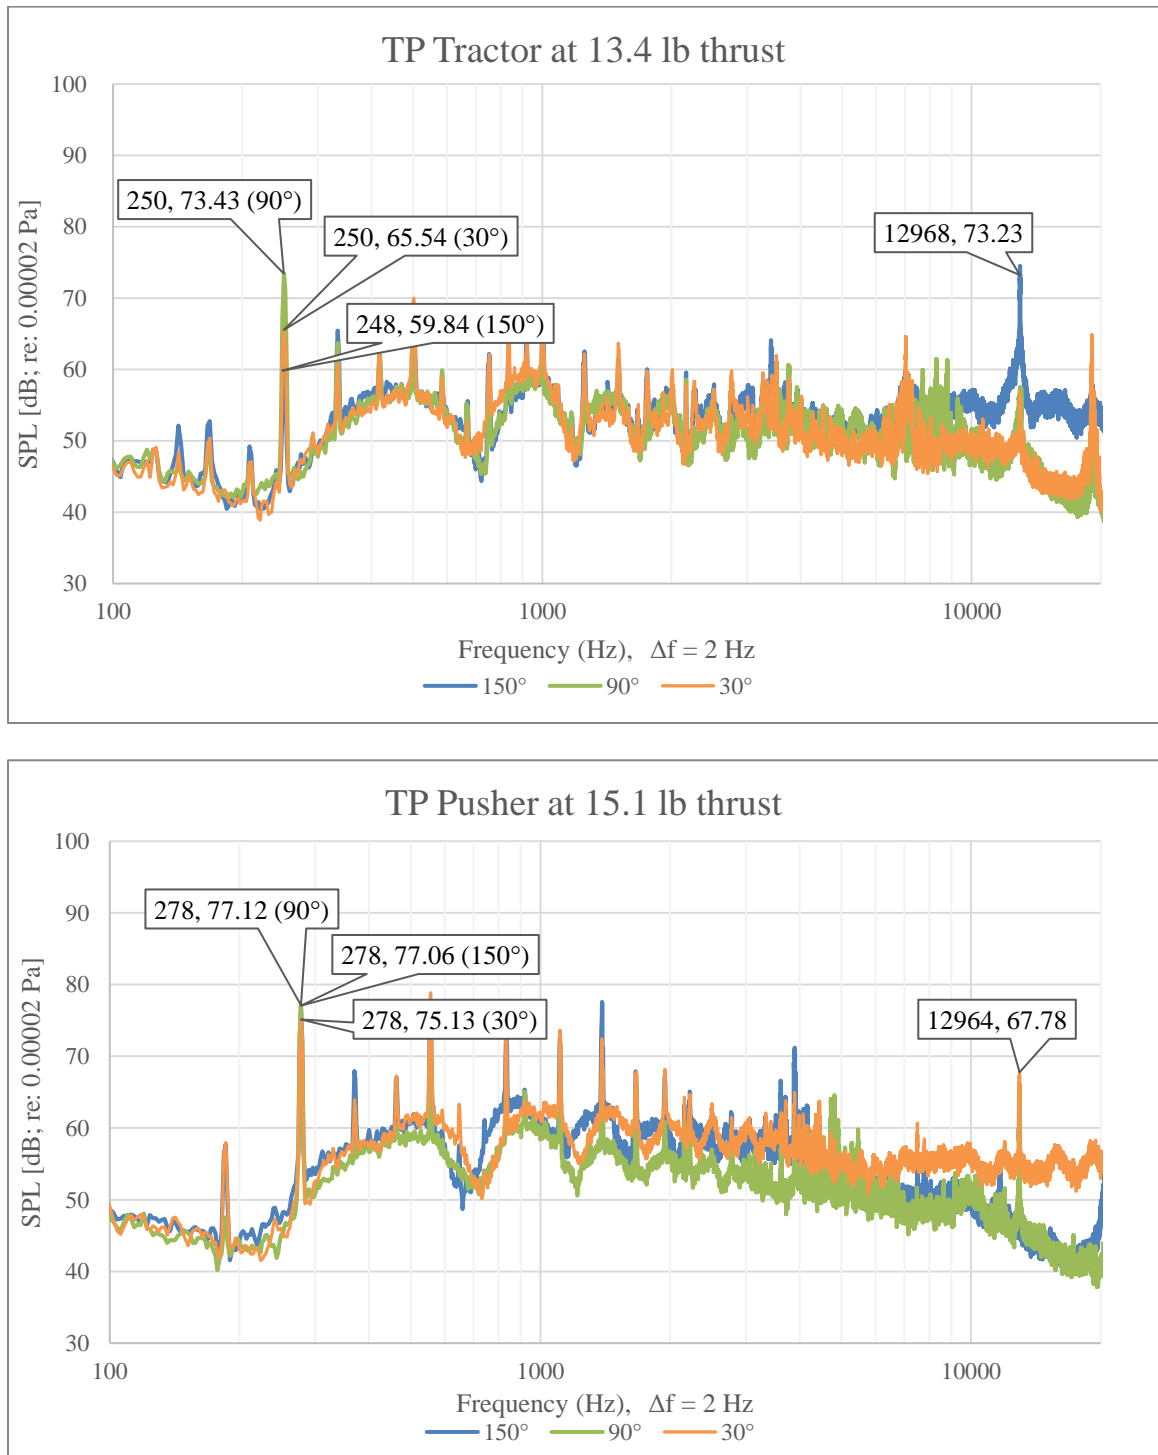 TP Tractor at 13.4 lb thrust
100
90
80
70
60
50
40
30
SPL [dB; re: 0.00002 Pa]
250, 73.43 (90°)
250, 65.54 (30°)
248, 59.84 (150°)
12968, 73.23
100
1000
10000
Frequency (Hz),   Δf = 2 Hz
150°
90°
30°
TP Pusher at 15.1 lb thrust
100
90
80
70
60
50
40
30
SPL [dB; re: 0.00002 Pa]
278, 77.12 (90°)
278, 77.06 (150°)
278, 75.13 (30°)
12964, 67.78
100
1000
10000
Frequency (Hz),   Δf = 2 Hz
150°
90°
30°